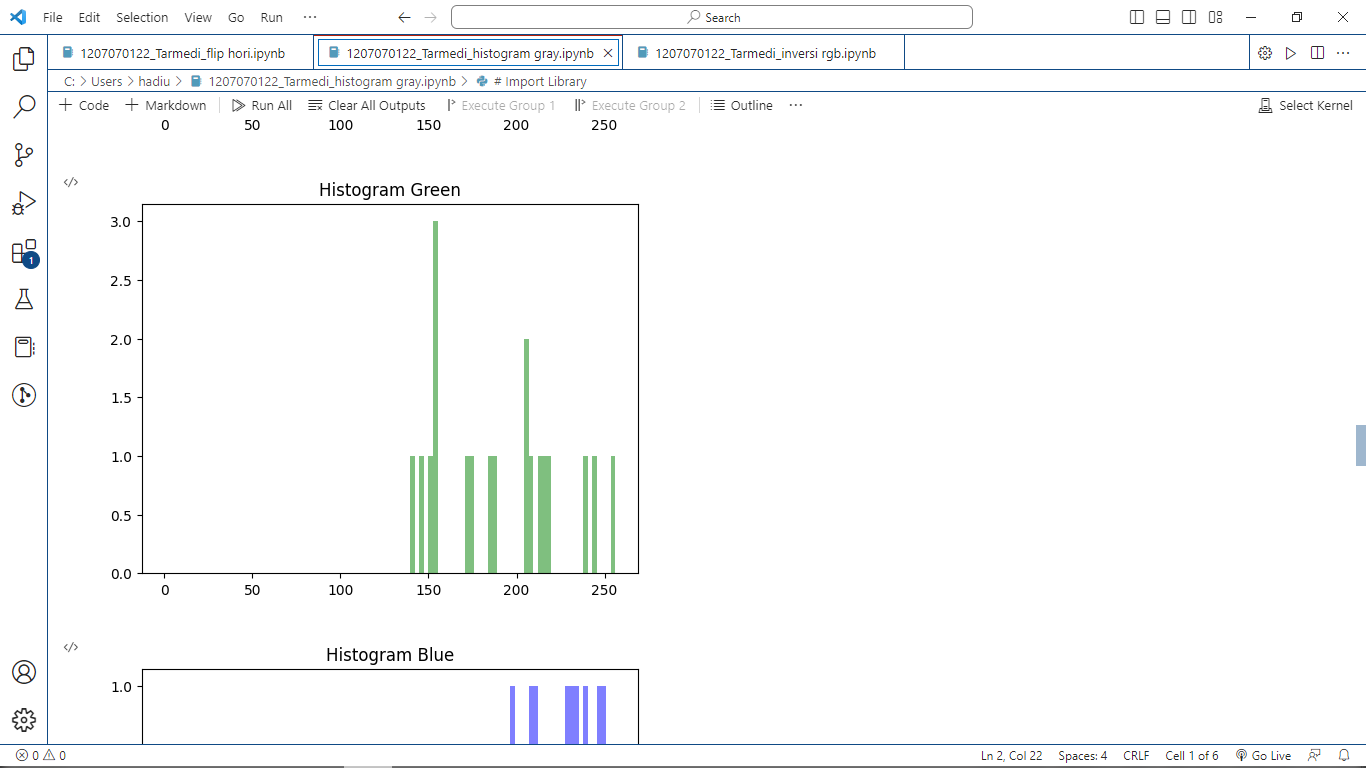 File Edit Selection View Go Run ··· Search
1207070122_Tarmedi_flip hori.ipynb 1207070122_Tarmedi_histogram gray.ipynb 1207070122_Tarmedi_inversi rgb.ipynb
C: > Users > hadiu > 1207070122_Tarmedi_histogram gray.ipynb > # Import Library
+ Code + Markdown Run All Clear All Outputs Execute Group 1 Execute Group 2 Outline ··· Select Kernel
0 50 100 150 200 250
Histogram Green
3.0
2.5
2.0
1.5
1.0
0.5
0.0
0 50 100 150 200 250
1
Histogram Blue
1.0
0 0 Ln 2, Col 22 Spaces: 4 CRLF Cell 1 of 6 Go Live